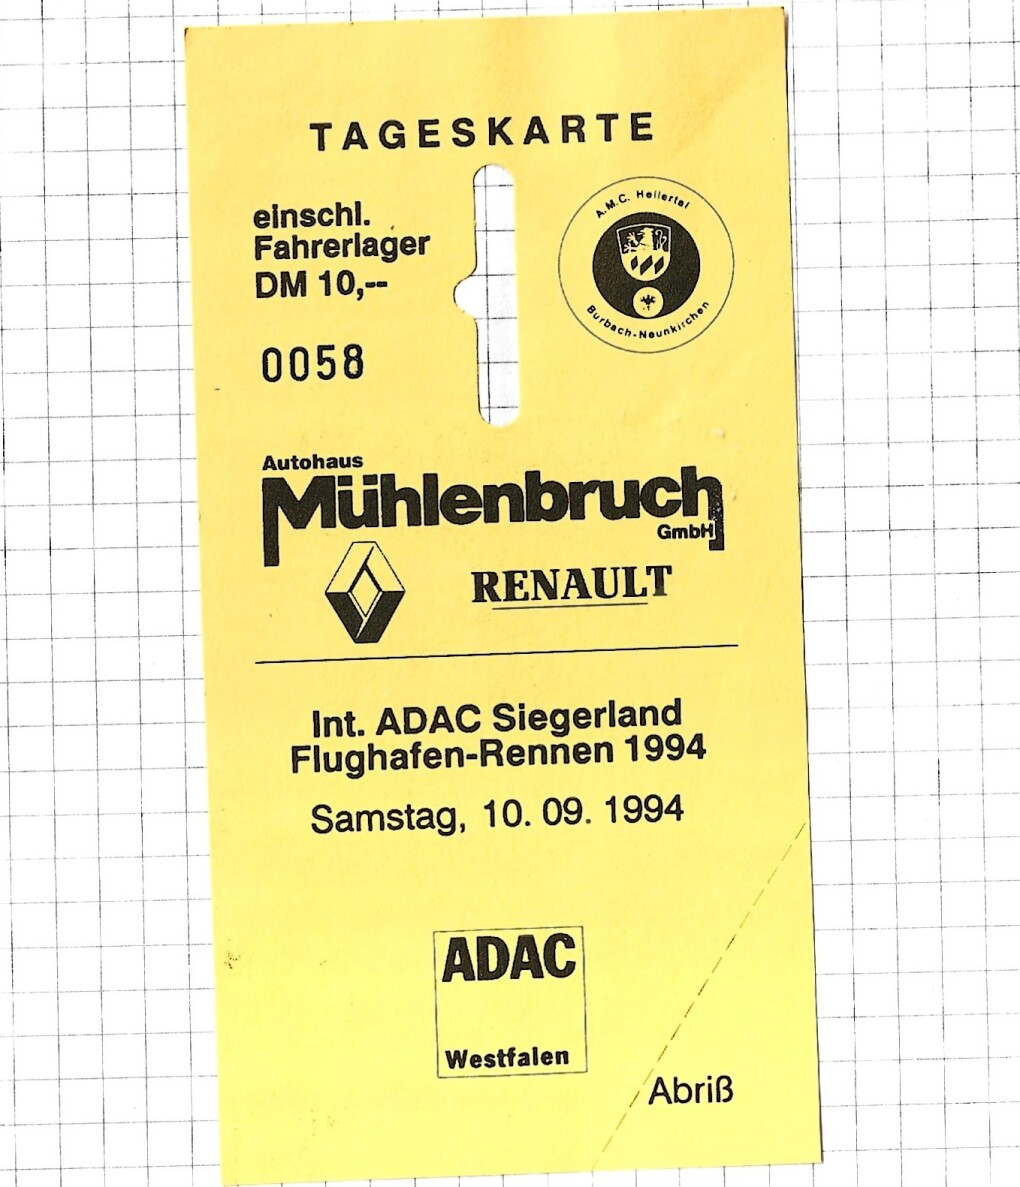 TAGESKARTE
einschl.
Fahrerlager
DM 10,--
0058
A.M.C. Hellertal
Burbach-Neunkirchen
Autohaus
Mühlenbruch
GmbH
RENAULT
Int. ADAC Siegerland
Flughafen-Rennen 1994
Samstag, 10. 09. 1994
ADAC
Westfalen
Abriß